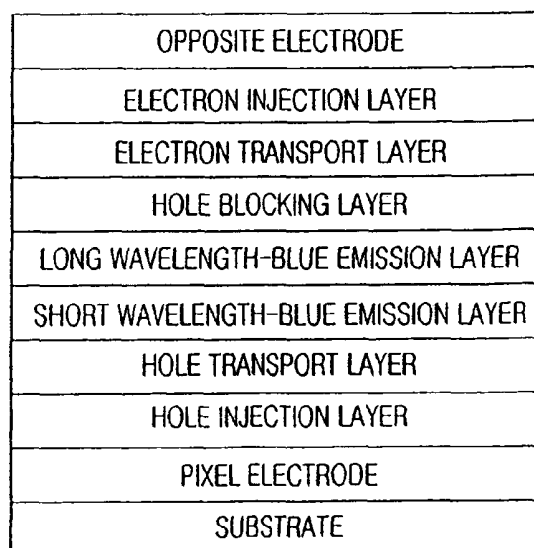 OPPOSITE ELECTRODE
ELECTRON INJECTION LAYER
ELECTRON TRANSPORT LAYER
HOLE BLOCKING LAYER
LONG WAVELENGTH-BLUE EMISSION LAYER
SHORT WAVELENGTH-BLUE EMISSION LAYER
HOLE TRANSPORT LAYER
HOLE INJECTION LAYER
PIXEL ELECTRODE
SUBSTRATE